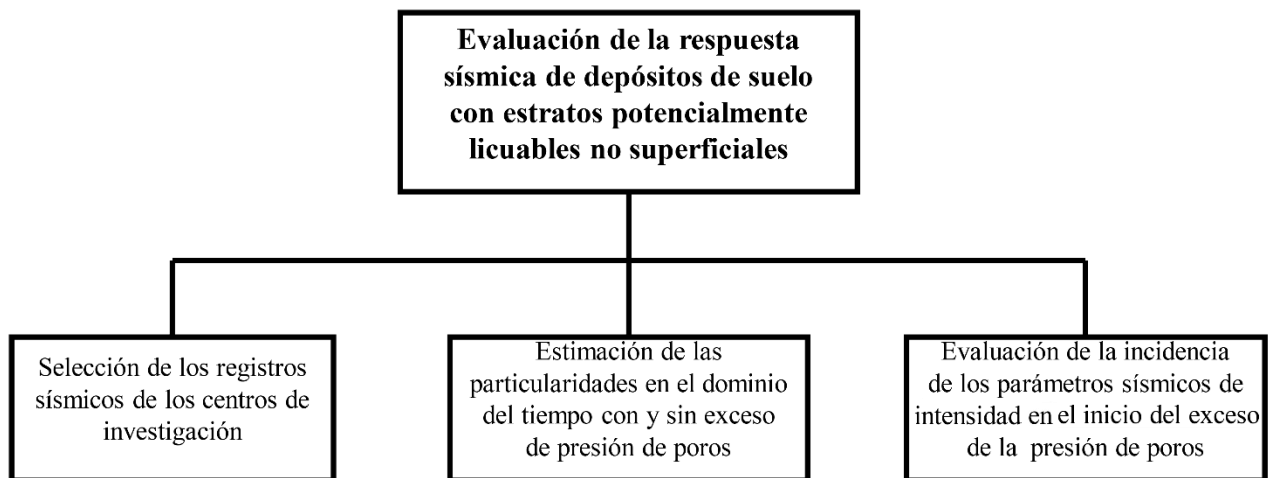 Evaluación de la respuesta
sísmica de depósitos de suelo
con estratos potencialmente
licuables no superficiales
Selección de los registros
sísmicos de los centros de
investigación
Estimación de las
particularidades en el dominio
del tiempo con y sin exceso
de presión de poros
Evaluación de la incidencia
de los parámetros sísmicos de
intensidad en el inicio del exceso
de la presión de poros